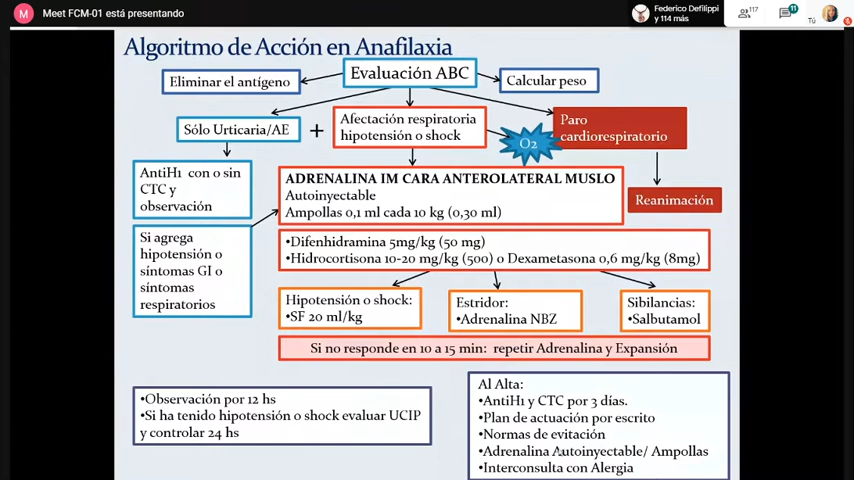 M Meet FCM-01 está presentando
Federico Defilippi
y 114 más
117
11
Tú
Algoritmo de Acción en Anafilaxia
Eliminar el antígeno
Evaluación ABC
Calcular peso
Sólo Urticaria/AE
+
Afectación respiratoria
hipotensión o shock
O2
Paro
cardiorespiratorio
Reanimación
AntiH1 con o sin
CTC y
observación
ADRENALINA IM CARA ANTEROLATERAL MUSLO
Autoinyectable
Ampollas 0,1 ml cada 10 kg (0,30 ml)
Si agrega
hipotensión o
síntomas GI o
síntomas
respiratorios
•Difenhidramina 5mg/kg (50 mg)
•Hidrocortisona 10-20 mg/kg (500) o Dexametasona 0,6 mg/kg (8mg)
Hipotensión o shock:
•SF 20 ml/kg
Estridor:
•Adrenalina NBZ
Sibilancias:
•Salbutamol
Si no responde en 10 a 15 min: repetir Adrenalina y Expansión
•Observación por 12 hs
•Si ha tenido hipotensión o shock evaluar UCIP
y controlar 24 hs
Al Alta:
•AntiH1 y CTC por 3 días.
•Plan de actuación por escrito
•Normas de evitación
•Adrenalina Autoinyectable/ Ampollas
•Interconsulta con Alergia